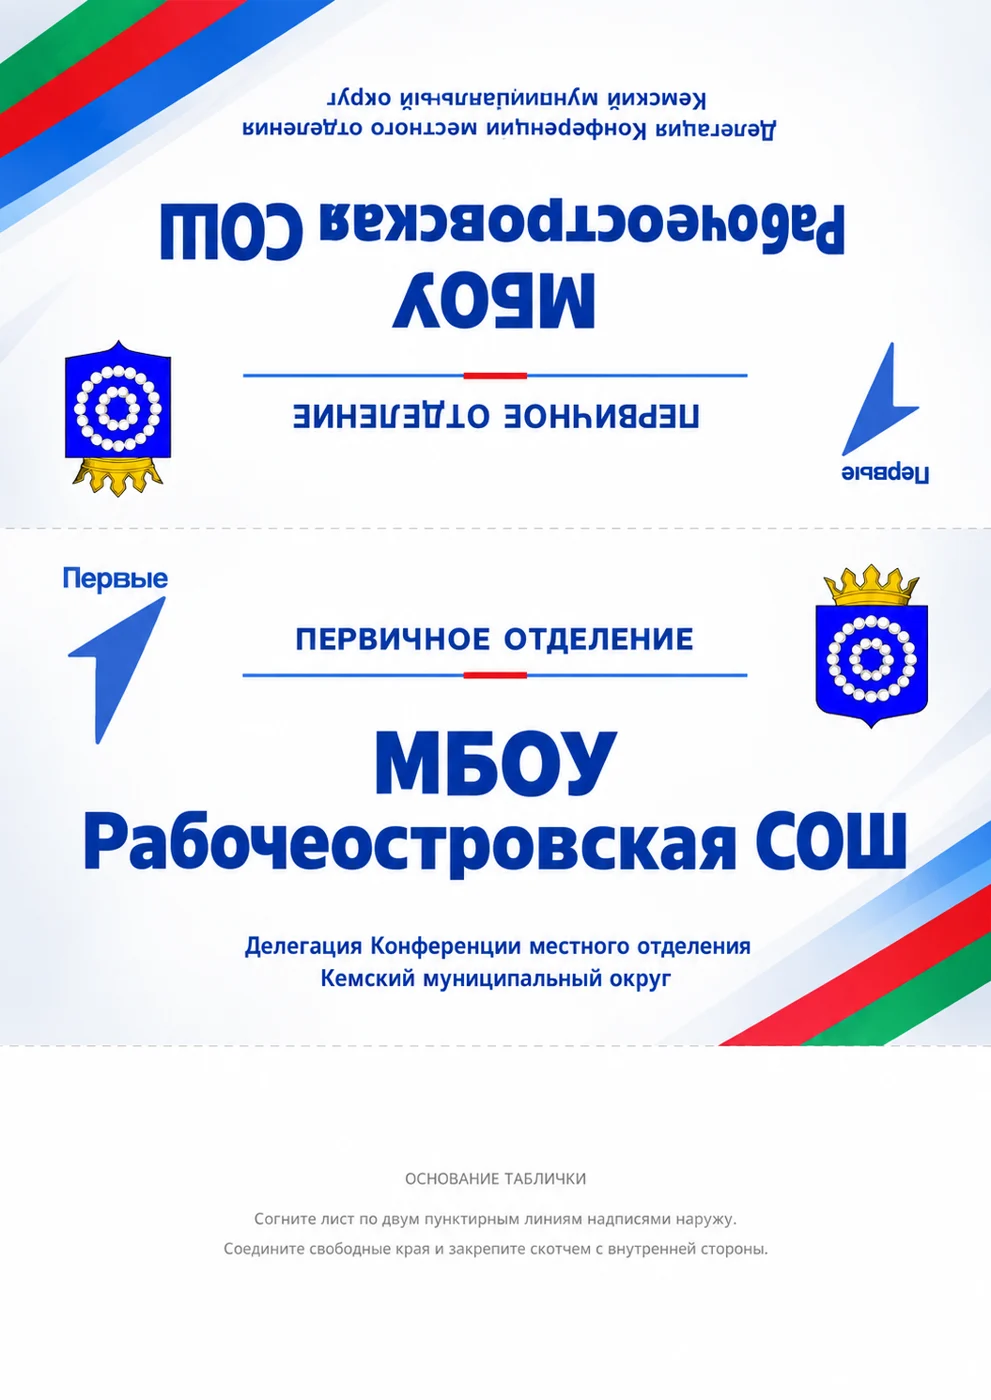 Кемский муниципальный округ
Делегация Конференции местного отделения
Рабочеостровская СОШ
МБОУ
ПЕРВИЧНОЕ ОТДЕЛЕНИЕ
Первые
Первые
ПЕРВИЧНОЕ ОТДЕЛЕНИЕ
МБОУ
Рабочеостровская СОШ
Делегация Конференции местного отделения
Кемский муниципальный округ
ОСНОВАНИЕ ТАБЛИЧКИ
Согните лист по двум пунктирным линиям надписями наружу.
Соедините свободные края и закрепите скотчем с внутренней стороны.